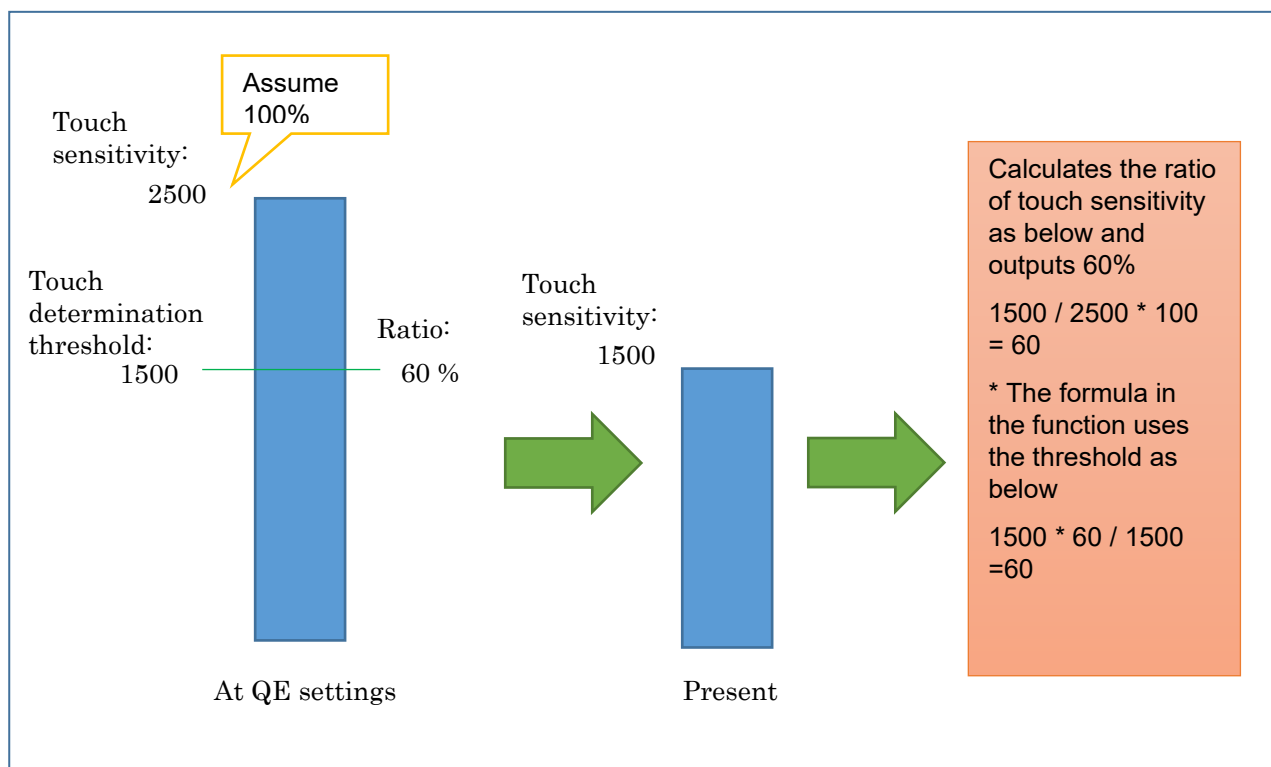 Assume
100%
Touch
sensitivity:
2500
Touch
determination
threshold:
1500
Ratio:
60 %
At QE settings
Touch
sensitivity:
1500
Present
Calculates the ratio
of touch sensitivity
as below and
outputs 60%
1500 / 2500 * 100
= 60
* The formula in
the function uses
the threshold as
below
1500 * 60 / 1500
=60